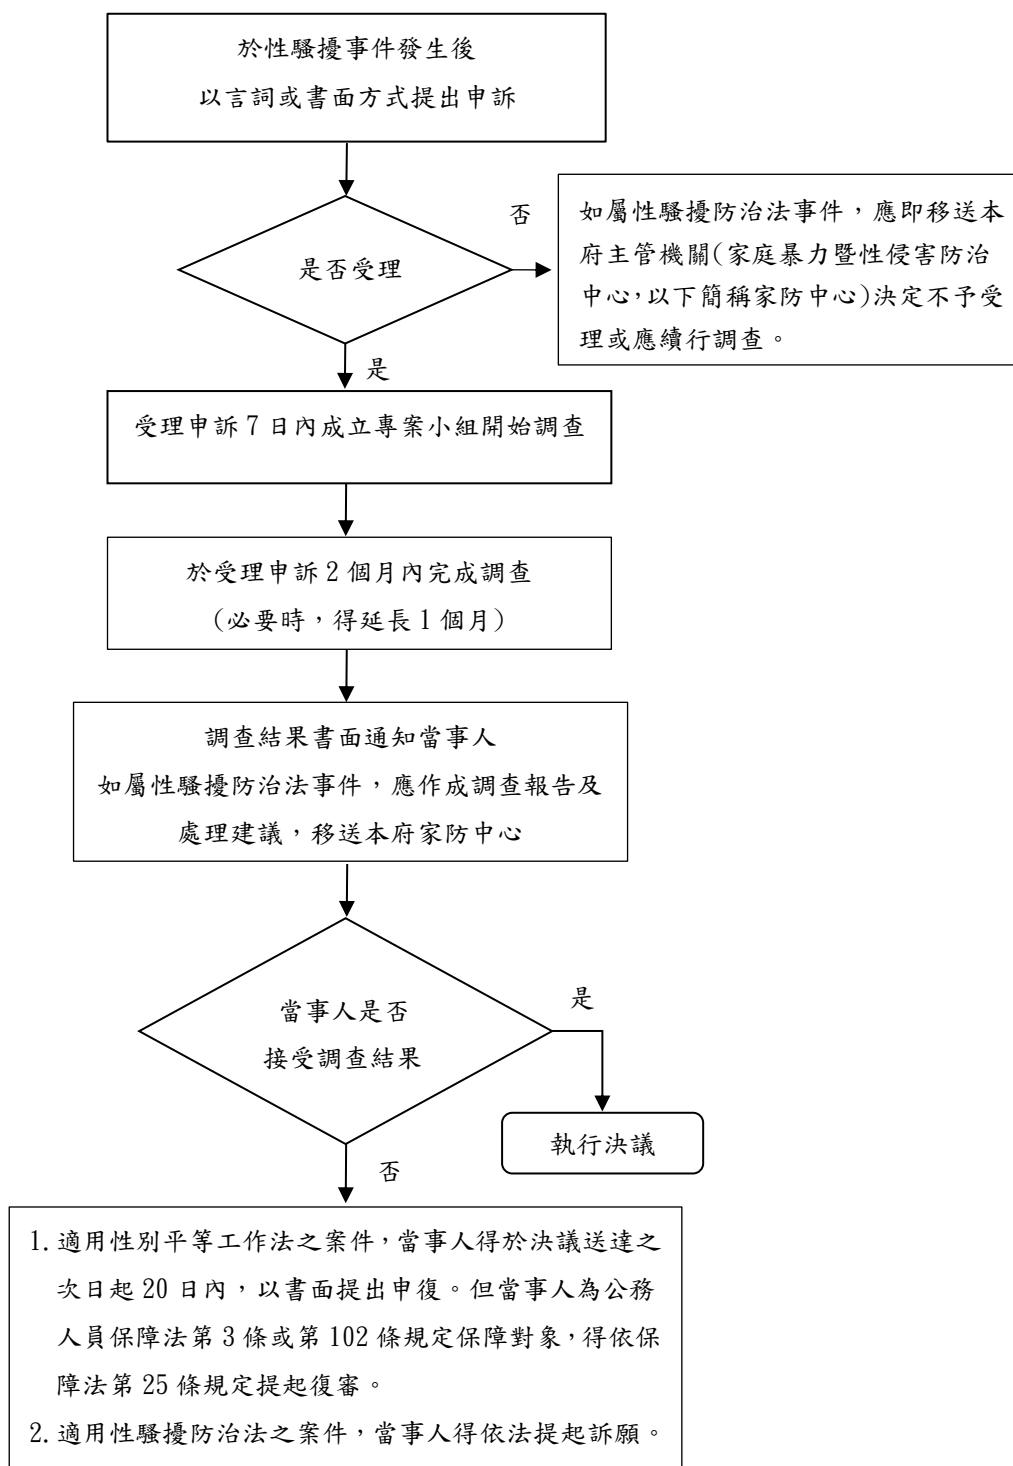 於性騷擾事件發生後
以言詞或書面方式提出申訴
是否受理
否
如屬性騷擾防治法事件，應即移送本
府主管機關(家庭暴力暨性侵害防治
中心，以下簡稱家防中心)決定不予受
理或應續行調查。
是
受理申訴 7 日內成立專案小組開始調查
於受理申訴 2 個月內完成調查
(必要時，得延長 1 個月)
調查結果書面通知當事人
如屬性騷擾防治法事件，應作成調查報告及
處理建議，移送本府家防中心
當事人是否
接受調查結果
是
執行決議
否
1. 適用性別平等工作法之案件，當事人得於決議送達之
次日起 20 日內，以書面提出申復。但當事人為公務
人員保障法第 3 條或第 102 條規定保障對象，得依保
障法第 25 條規定提起復審。
2. 適用性騷擾防治法之案件，當事人得依法提起訴願。